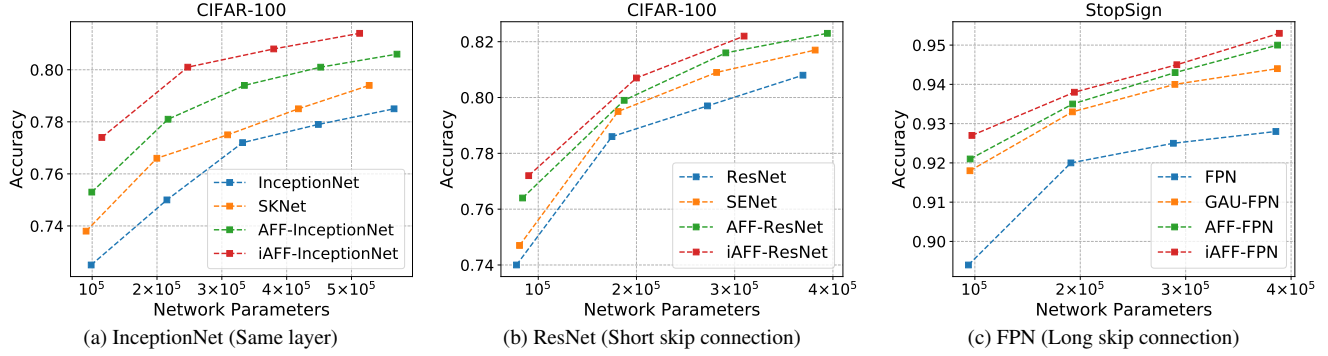 CIFAR-100
Accuracy
0.80
0.78
0.76
0.74
InceptionNet
SKNet
AFF-InceptionNet
iAFF-InceptionNet
10⁵ 2×10⁵ 3×10⁵ 5×10⁵
Network Parameters
(a) InceptionNet (Same layer)
CIFAR-100
Accuracy
0.82
0.80
0.78
0.76
0.74
ResNet
SENet
AFF-ResNet
iAFF-ResNet
10⁵ 2×10⁵ 3×10⁵ 4×10⁵
Network Parameters
(b) ResNet (Short skip connection)
StopSign
Accuracy
0.95
0.94
0.93
0.92
0.91
0.90
FPN
GAU-FPN
AFF-FPN
iAFF-FPN
10⁵ 2×10⁵ 3×10⁵ 4×10⁵
Network Parameters
(c) FPN (Long skip connection)